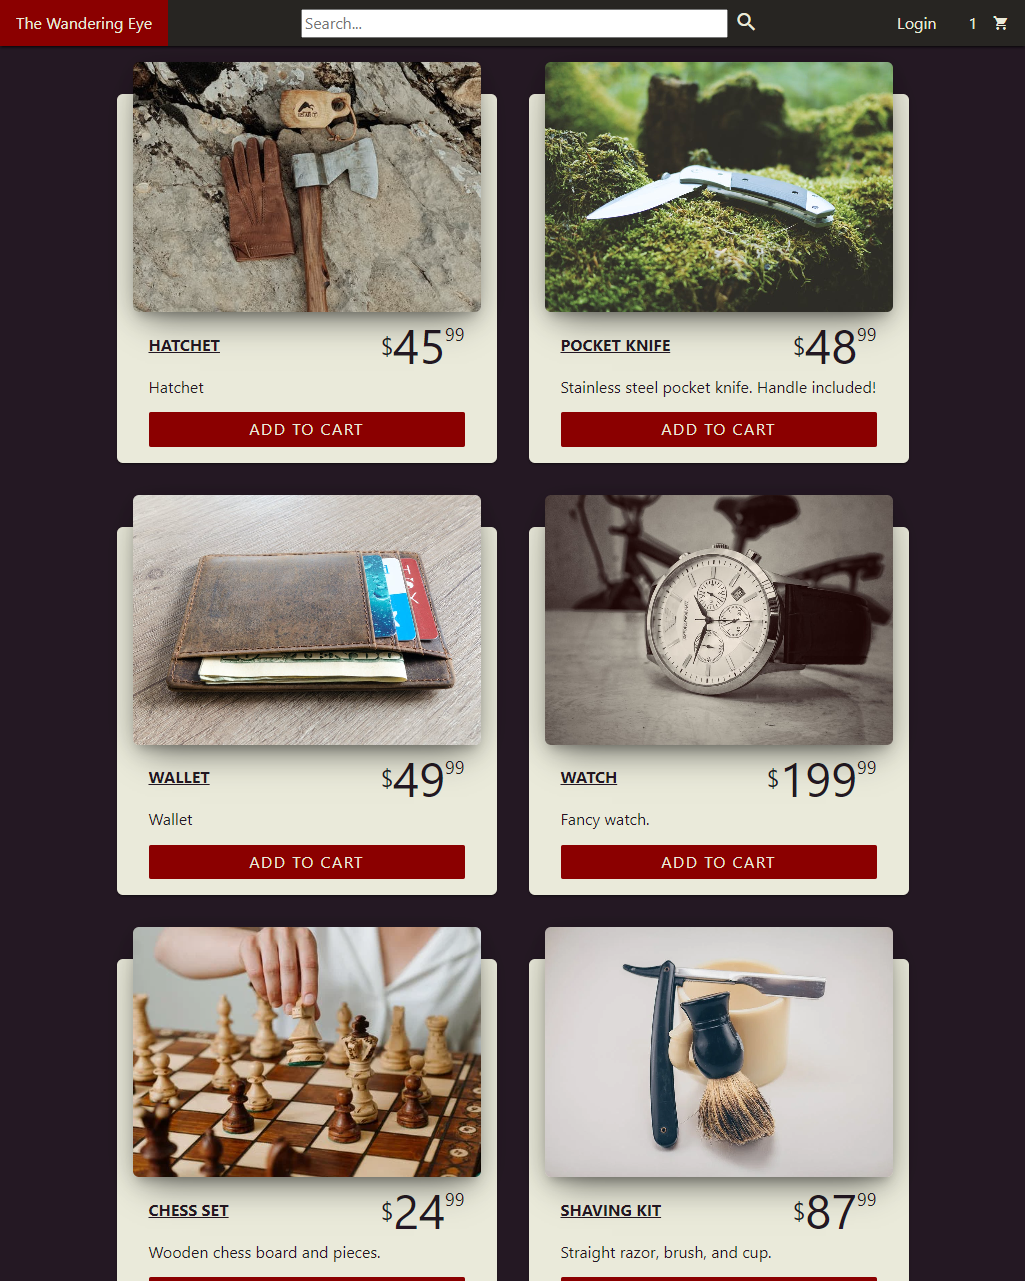 The Wandering Eye Search... Login 1
HATCHET $45 99
Hatchet
ADD TO CART
POCKET KNIFE $48 99
Stainless steel pocket knife. Handle included!
ADD TO CART
WALLET $49 99
Wallet
ADD TO CART
WATCH $199 99
Fancy watch.
ADD TO CART
CHESS SET $24 99
Wooden chess board and pieces.
SHAVING KIT $87 99
Straight razor, brush, and cup.